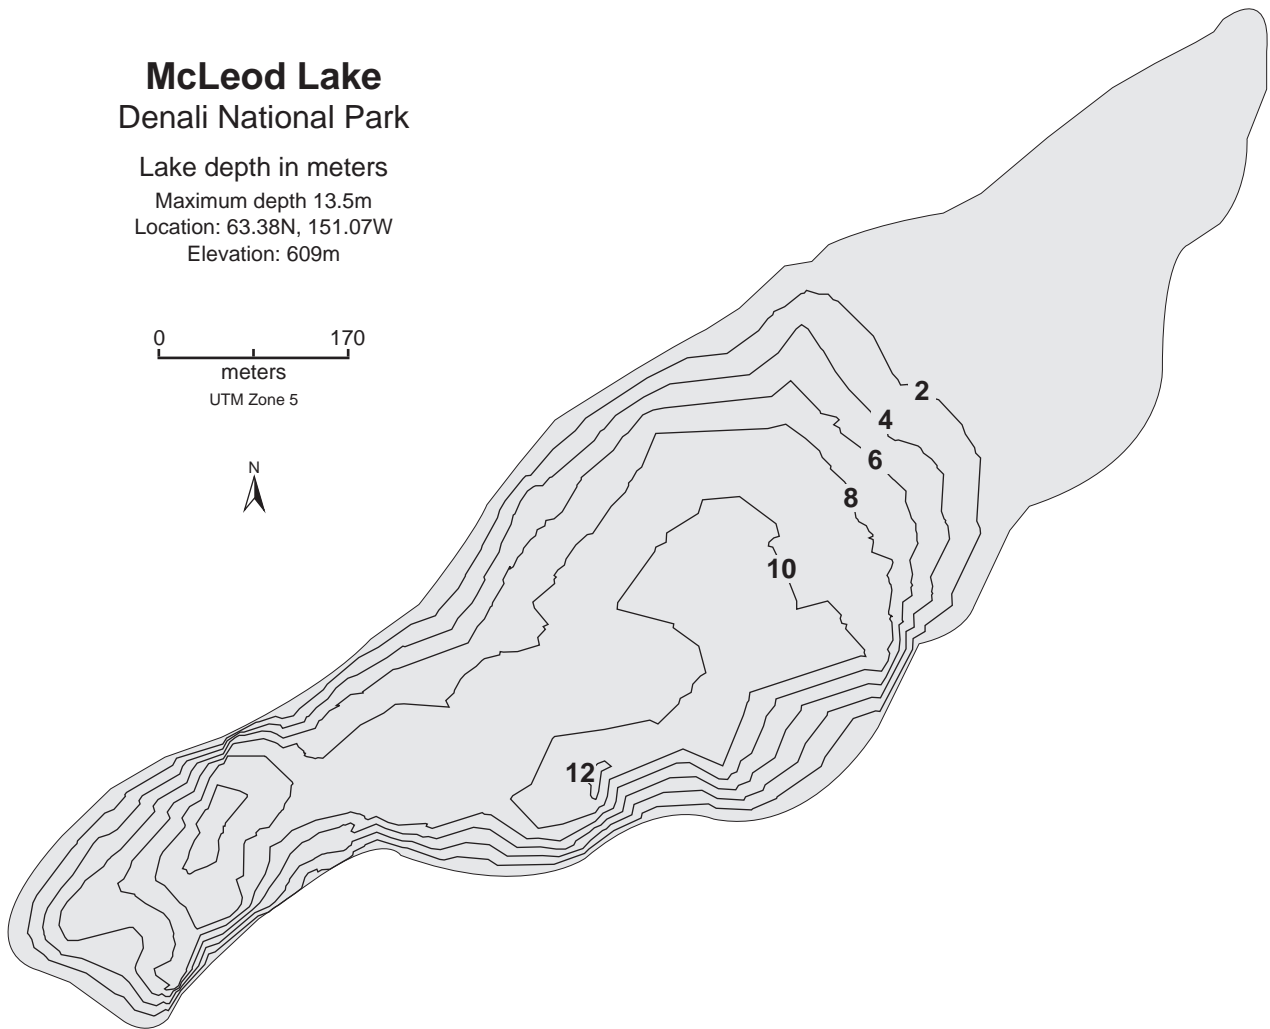 McLeod Lake
Denali National Park
Lake depth in meters
Maximum depth 13.5m
Location: 63.38N, 151.07W
Elevation: 609m
0 170
meters
UTM Zone 5
N
2
4
6
8
10
12